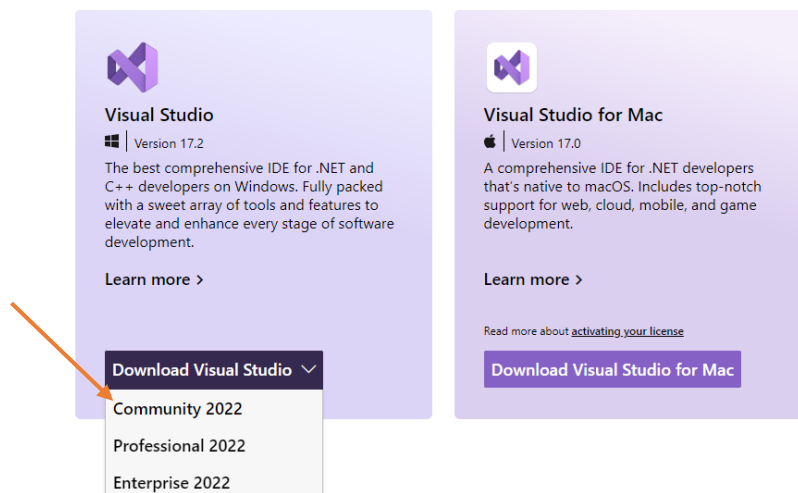 Visual Studio
Version 17.2
The best comprehensive IDE for .NET and
C++ developers on Windows. Fully packed
with a sweet array of tools and features to
elevate and enhance every stage of software
development.
Learn more >
Download Visual Studio
Community 2022
Professional 2022
Enterprise 2022
Visual Studio for Mac
Version 17.0
A comprehensive IDE for .NET developers
that's native to macOS. Includes top-notch
support for web, cloud, mobile, and game
development.
Learn more >
Read more about activating your license
Download Visual Studio for Mac